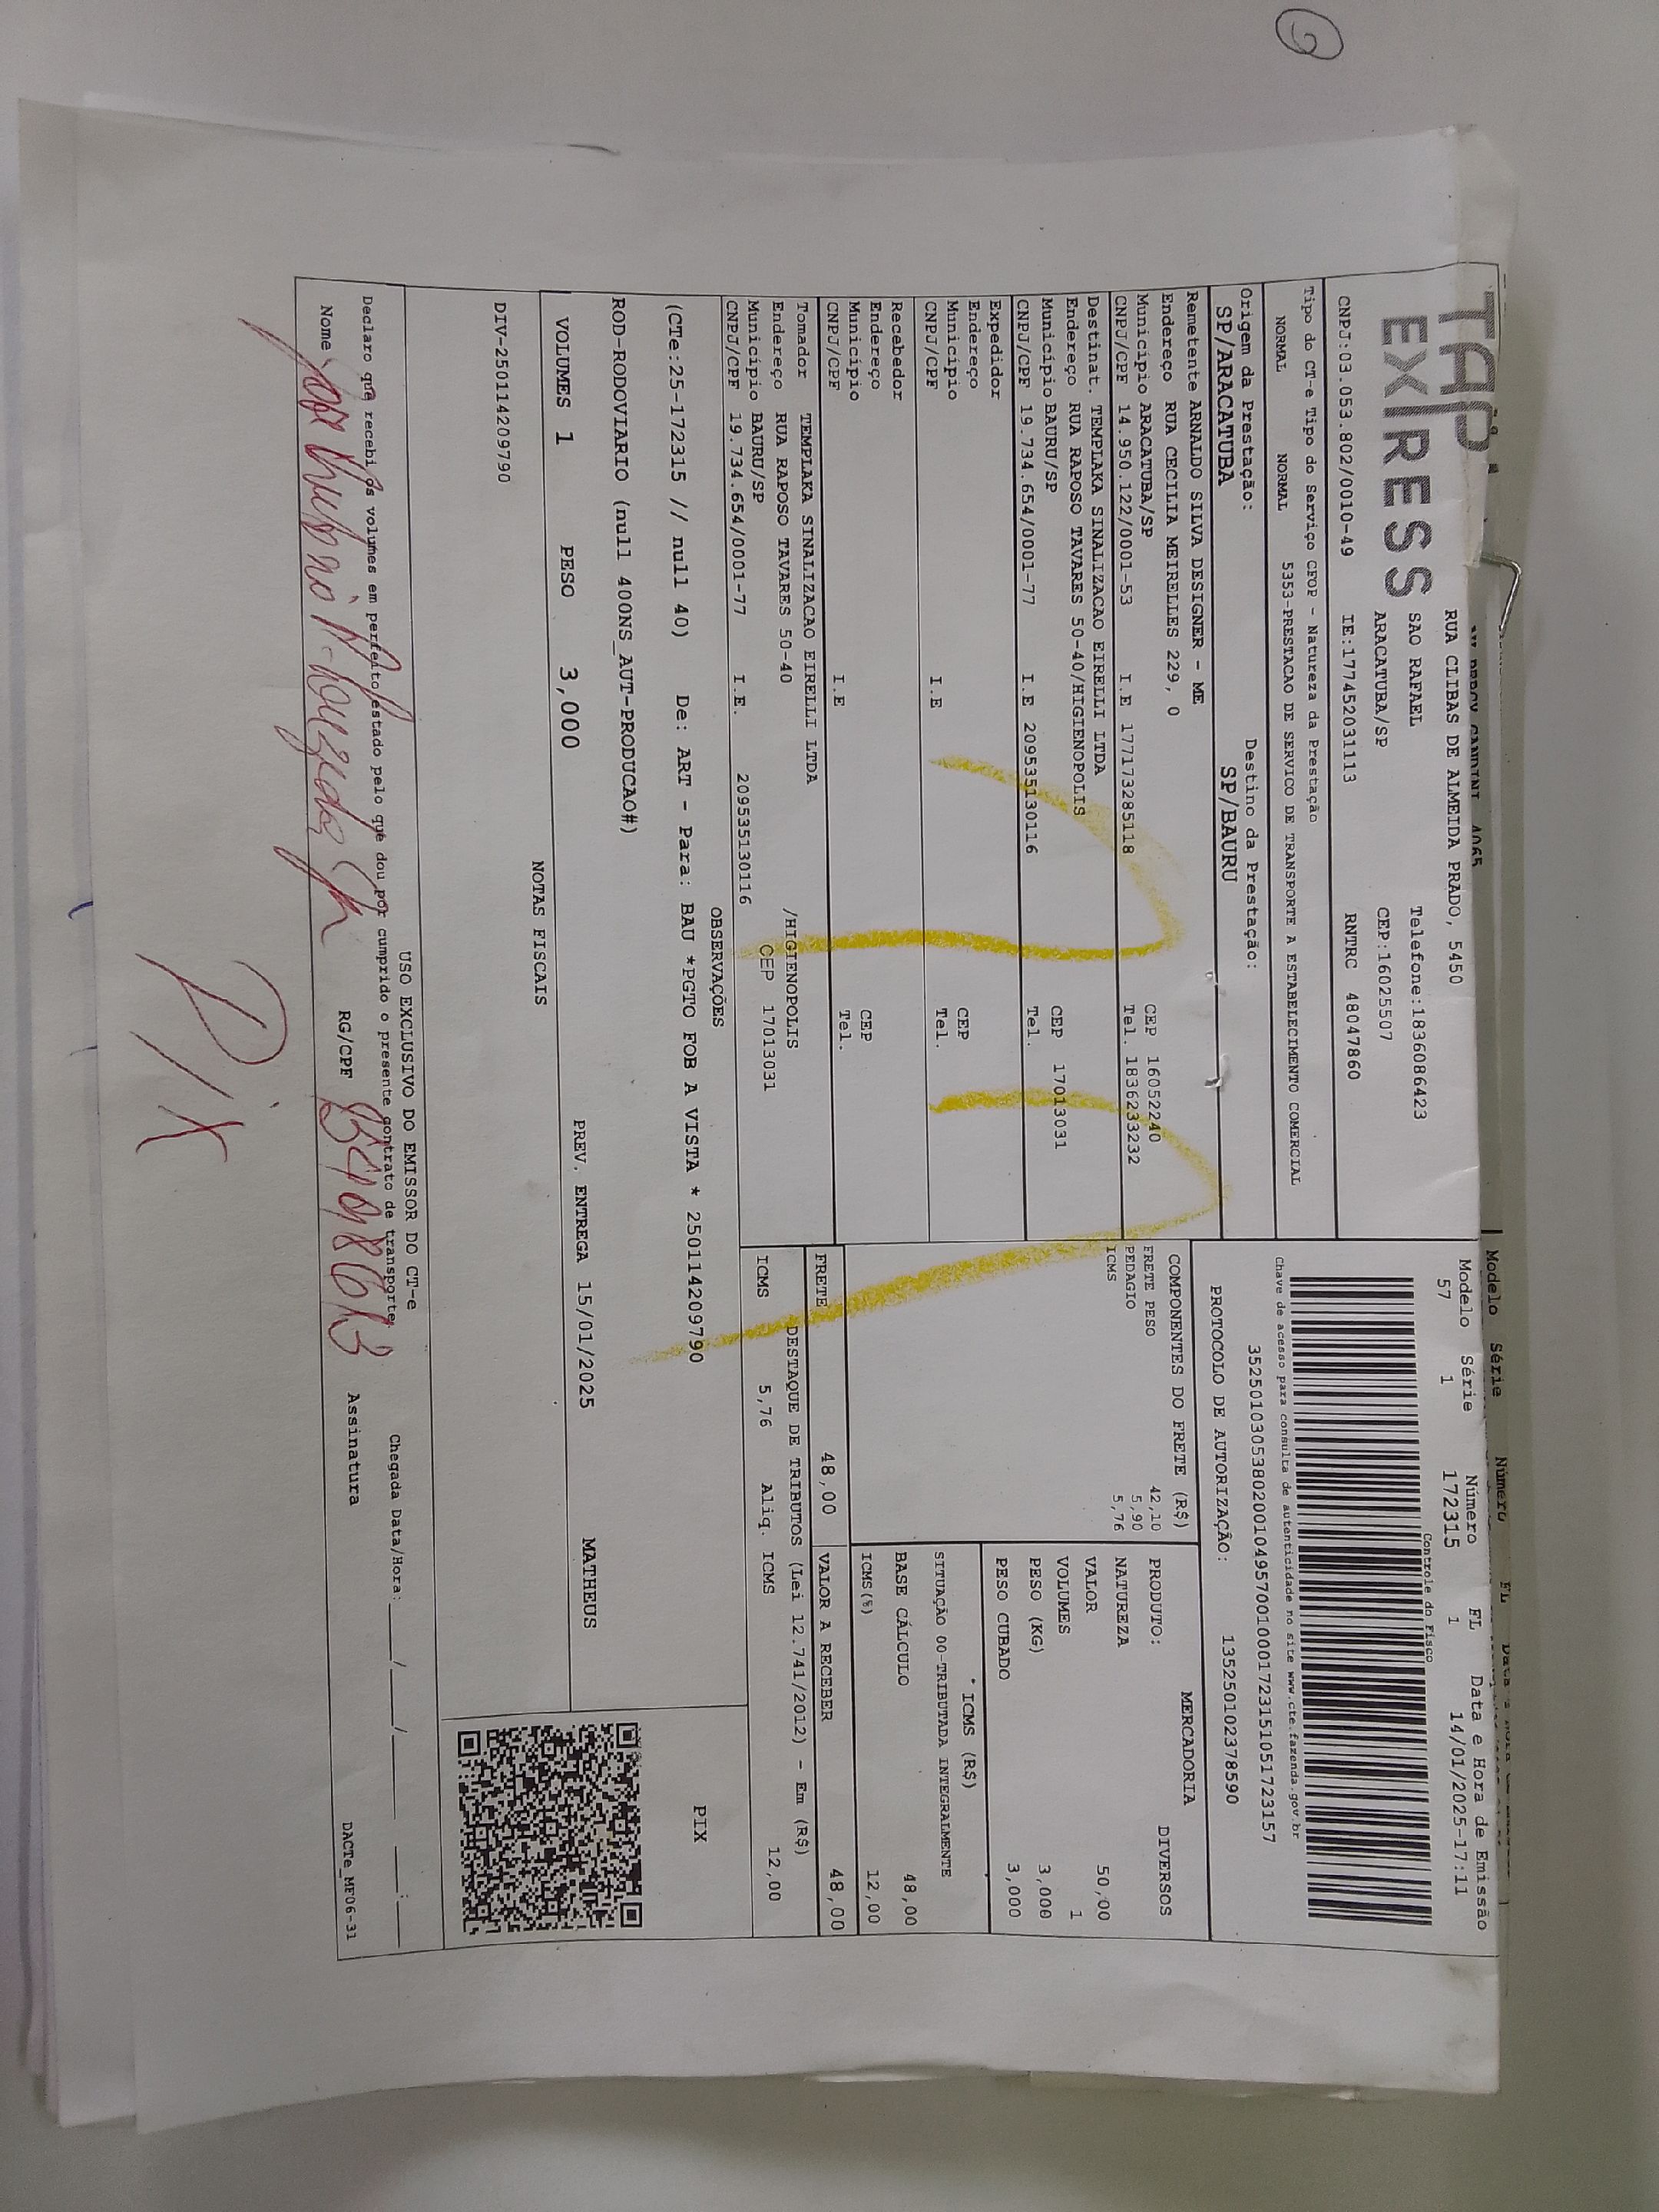 TAP
EXPRESS
RUA CLIBAS DE ALMEIDA PRADO, 5450
SAO RAFAEL Telefone:1836086423
ARACATUBA/SP CEP:16025507
CNPJ:03.053.802/0010-49 IE:177452031113 RNTRC 48047860
Modelo Série Número FL
Modelo Série Número FL Data e Hora de Emissão
57 1 172315 1 14/01/2025-17:11
Controle do Fisco
Chave de acesso para consulta de autenticidade no site www.cte.fazenda.gov.br
35250103053802001049570010001723151051723157
PROTOCOLO DE AUTORIZAÇÃO: 135250102378590
Tipo do CT-e Tipo do Serviço CFOP - Natureza da Prestação
NORMAL NORMAL 5353-PRESTACAO DE SERVICO DE TRANSPORTE A ESTABELECIMENTO COMERCIAL
Origem da Prestação: Destino da Prestação:
SP/ARACATUBA SP/BAURU
Remetente ARNALDO SILVA DESIGNER - ME
Endereço RUA CECILIA MEIRELLES 229, 0 CEP 16052240
Município ARACATUBA/SP Tel. 1836233232
CNPJ/CPF 14.950.122/0001-53 I.E 177173285118
Destinat. TEMPLAKA SINALIZACAO EIRELLI LTDA
Endereço RUA RAPOSO TAVARES 50-40/HIGIENOPOLIS
Município BAURU/SP CEP 17013031
CNPJ/CPF 19.734.654/0001-77 I.E 209535130116 Tel.
Expedidor
Endereço
Município CEP
CNPJ/CPF I.E Tel.
Recebedor
Endereço
Município CEP
CNPJ/CPF I.E Tel.
Tomador TEMPLAKA SINALIZACAO EIRELLI LTDA
Endereço RUA RAPOSO TAVARES 50-40 /HIGIENOPOLIS
Município BAURU/SP CEP 17013031
CNPJ/CPF 19.734.654/0001-77 I.E. 209535130116
COMPONENTES DO FRETE (R$)
FRETE PESO 42,10
PEDAGIO 5,90
ICMS 5,76
MERCADORIA
PRODUTO: DIVERSOS
NATUREZA
VALOR 50,00
VOLUMES 1
PESO (KG) 3,000
PESO CUBADO 3,000
ICMS (R$)
SITUAÇÃO 00-TRIBUTADA INTEGRALMENTE
BASE CÁLCULO 48,00
ICMS(%) 12,00
FRETE 48,00 VALOR A RECEBER 48,00
DESTAQUE DE TRIBUTOS (Lei 12.741/2012) - Em (R$)
ICMS 5,76 Aliq. ICMS 12,00
OBSERVAÇÕES
(CTe:25-172315 // null 40) De: ART - Para: BAU *PGTO FOB A VISTA * 250114209790
ROD-RODOVIARIO (null 400NS_AUT-PRODUCAO#)
PIX
VOLUMES 1 PESO 3,000 PREV. ENTREGA 15/01/2025 MATHEUS
NOTAS FISCAIS
DIV-250114209790
USO EXCLUSIVO DO EMISSOR DO CT-e
Declaro que recebi os volumes em perfeito estado pelo que dou por cumprido o presente contrato de transporte. Chegada Data/Hora: ___/___/___ __:__
Nome RG/CPF Assinatura
DACTe_MF06-31
PIX